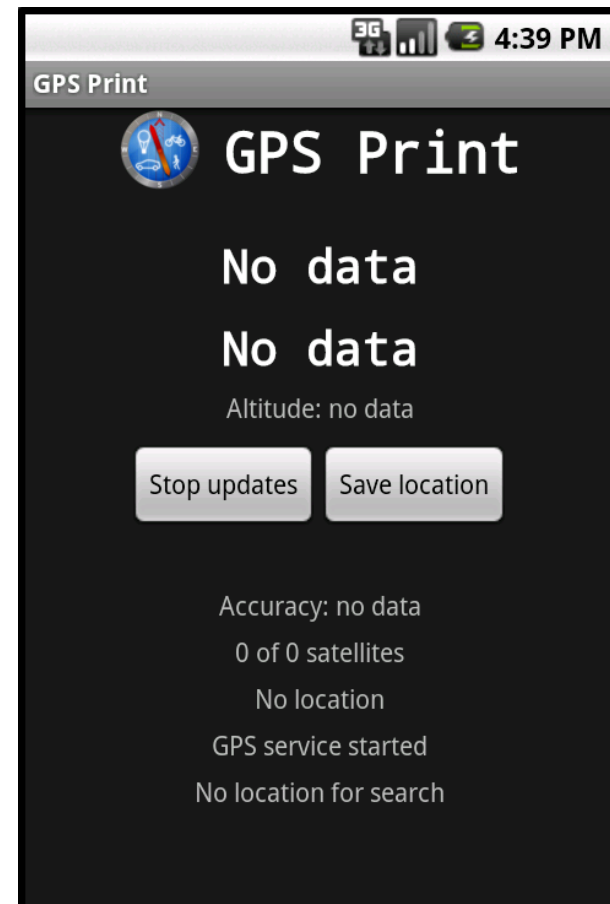 3G 4:39 PM
GPS Print
GPS Print
No data
No data
Altitude: no data
Stop updates Save location
Accuracy: no data
0 of 0 satellites
No location
GPS service started
No location for search